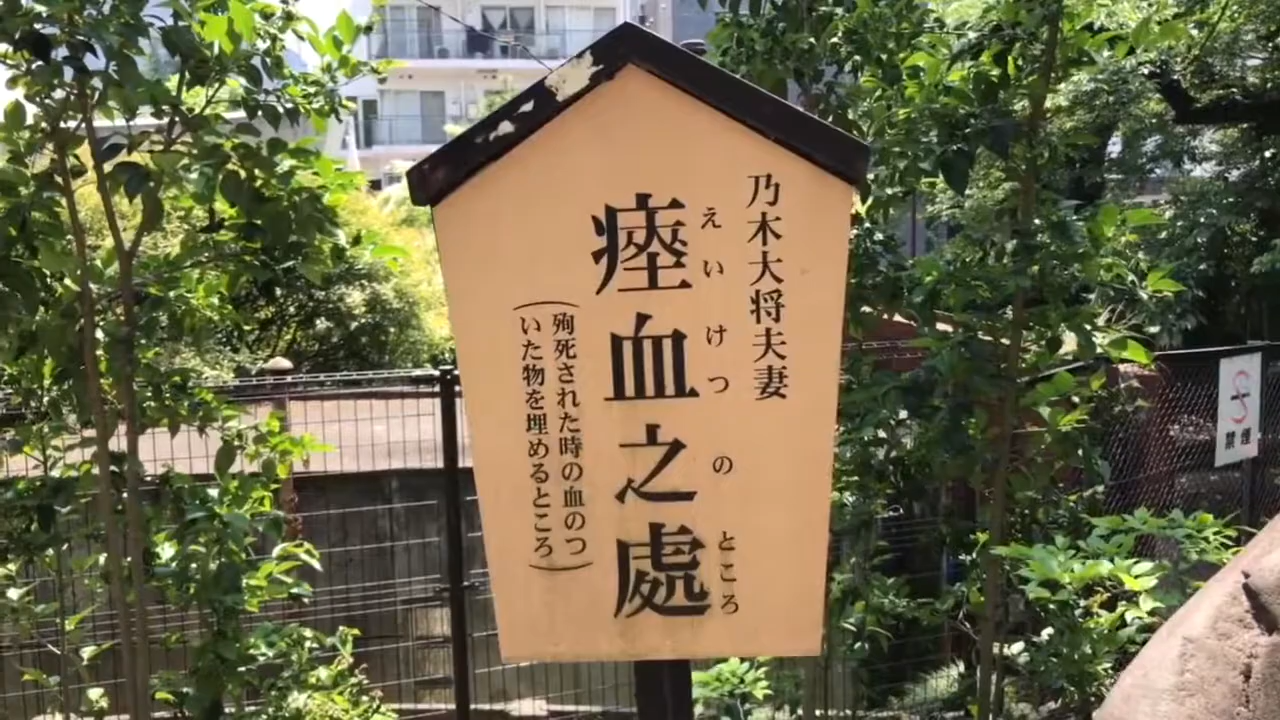 乃木大将夫妻
えいけつのところ
瘞血之處
(殉死された時の血のつ
いた物を埋めるところ)
禁煙